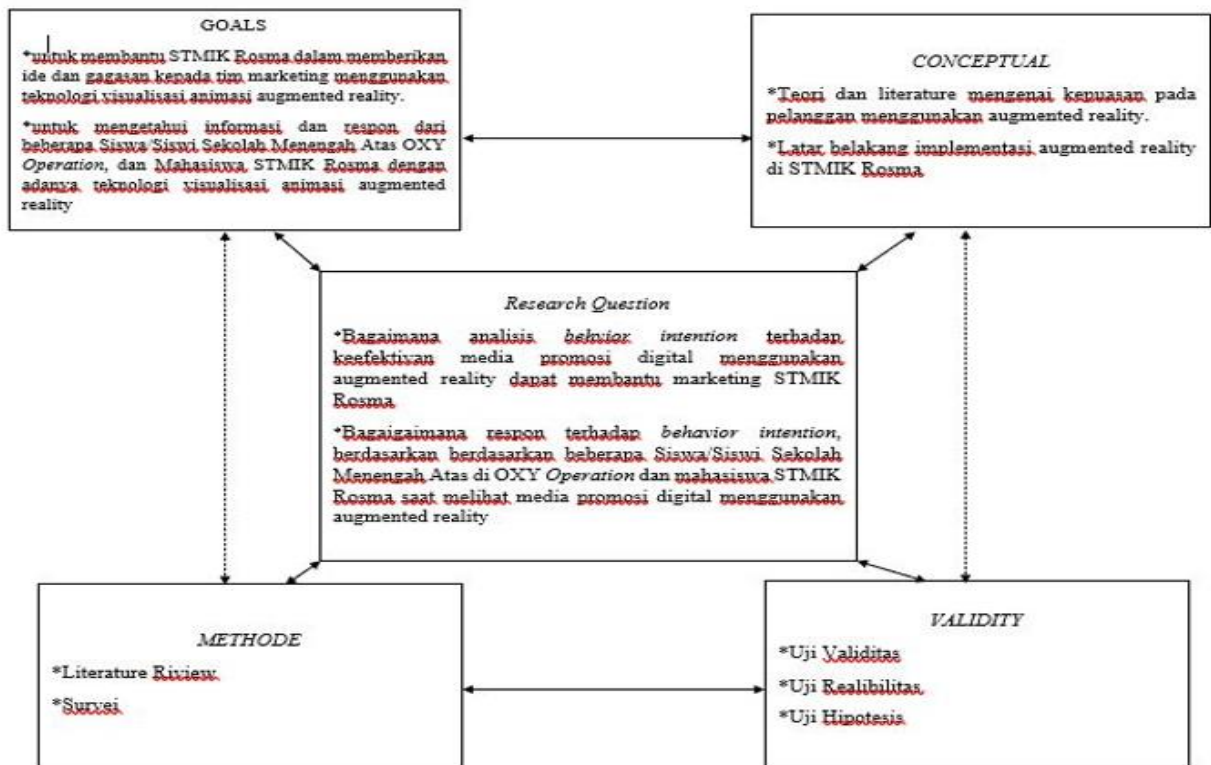 GOALS
*untuk membantu STMIK Rosma dalam memberikan
ide dan gagasan kepada tim marketing menggunakan
teknologi visualisasi animasi augmented reality.
*untuk mengetahui informasi dan respon dari
beberapa Siswa/Siswi Sekolah Menengah Atas OXY
Operation, dan Mahasiswa STMIK Rosma dengan
adanya teknologi visualisasi animasi augmented
reality
CONCEPTUAL
*Teori dan literature mengenai kepuasan pada
pelanggan menggunakan augmented reality.
*Latar belakang implementasi augmented reality
di STMIK Rosma
Research Question
*Bagaimana analisis behvior intention terhadap
keefektivan media promosi digital menggunakan
augmented reality dapat membantu marketing STMIK
Rosma
*Bagaigaimana respon terhadap behavior intention,
berdasarkan berdasarkan beberapa Siswa/Siswi Sekolah
Menengah Atas di OXY Operation dan mahasiswa STMIK
Rosma saat melihat media promosi digital menggunakan
augmented reality
METHODE
*Literature Riview
*Survei
VALIDITY
*Uji Validitas
*Uji Realibilitas
*Uji Hipotesis